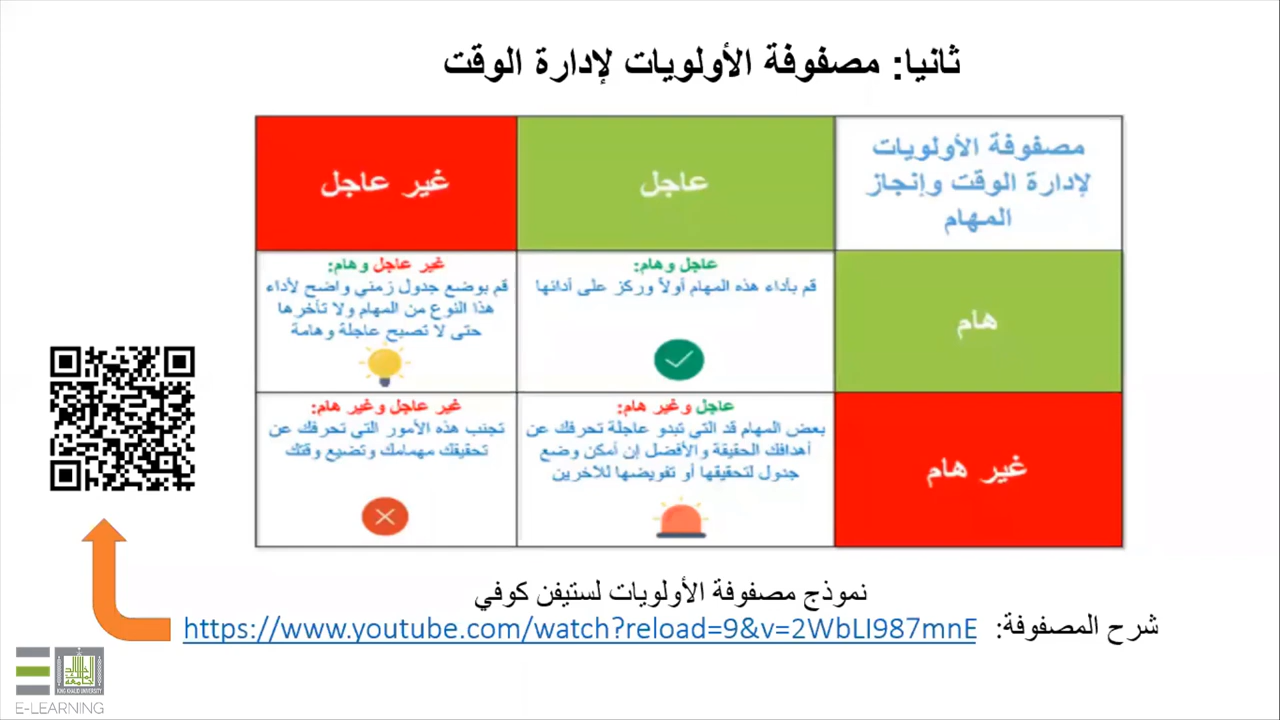 ثانيا: مصفوفة الأولويات لإدارة الوقت
مصفوفة الأولويات
لإدارة الوقت وإنجاز
المهام
عاجل
غير عاجل
هام
عاجل وهام:
قم بأداء هذه المهام أولاً وركز على أدائها
غير عاجل وهام:
قم بوضع جدول زمني واضح لأداء
هذا النوع من المهام ولا تأخرها
حتى لا تصبح عاجلة وهامة
غير هام
عاجل وغير هام:
بعض المهام قد التي تبدو عاجلة تحرفك عن
أهدافك الحقيقة والأفضل إن أمكن وضع
جدول لتحقيقها أو تفويضها للآخرين
غير عاجل وغير هام:
تجنب هذه الأمور التي تحرفك عن
تحقيقك مهمامك وتضيع وقتك
نموذج مصفوفة الأولويات لستيفن كوفي
شرح المصفوفة: https://www.youtube.com/watch?reload=9&v=2WbLI987mnE
KING KHALID UNIVERSITY
E-LEARNING